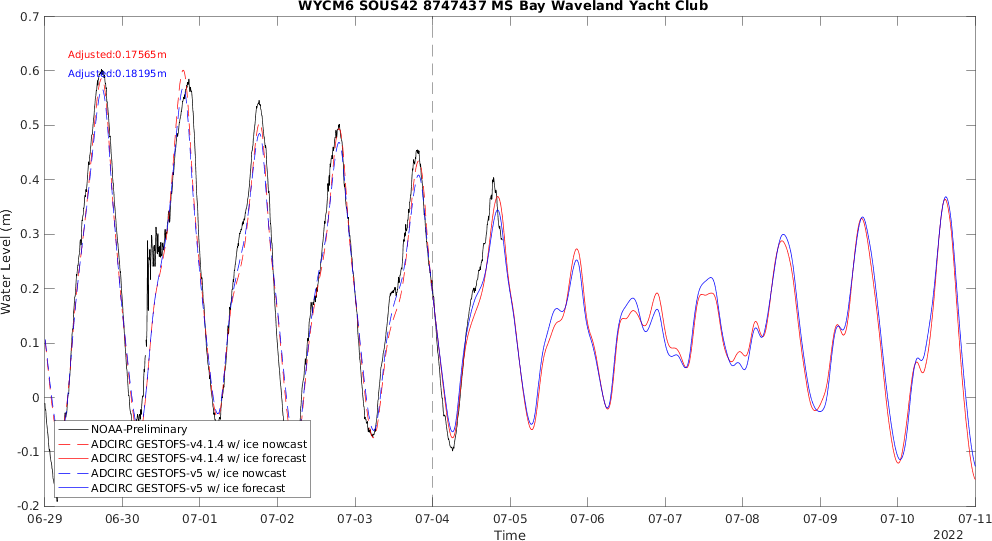 WYCM6 SOUS42 8747437 MS Bay Waveland Yacht Club
0.7
0.6
0.5
0.4
0.3
0.2
0.1
0
-0.1
-0.2
Water Level (m)
Adjusted:0.17565m
Adjusted:0.18195m
NOAA-Preliminary
ADCIRC GESTOFS-v4.1.4 w/ ice nowcast
ADCIRC GESTOFS-v4.1.4 w/ ice forecast
ADCIRC GESTOFS-v5 w/ ice nowcast
ADCIRC GESTOFS-v5 w/ ice forecast
06-29 06-30 07-01 07-02 07-03 07-04 07-05 07-06 07-07 07-08 07-09 07-10 07-11
Time
2022